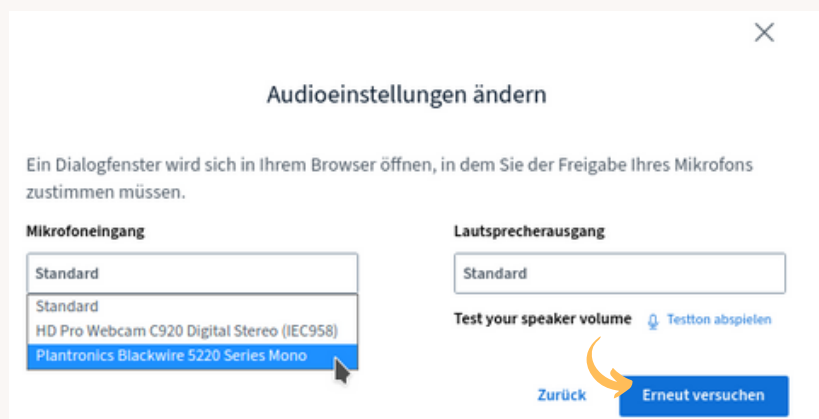 Audioeinstellungen ändern
Ein Dialogfenster wird sich in Ihrem Browser öffnen, in dem Sie der Freigabe Ihres Mikrofons
zustimmen müssen.
Mikrofoneingang
Standard
Standard
HD Pro Webcam C920 Digital Stereo (IEC958)
Plantronics Blackwire 5220 Series Mono
Lautsprecherausgang
Standard
Test your speaker volume Testton abspielen
Zurück Erneut versuchen